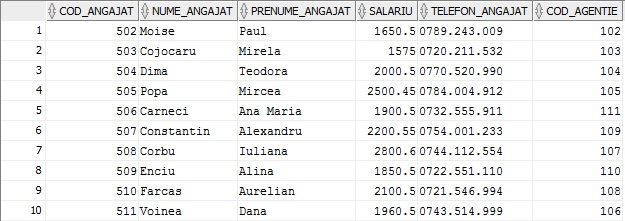 COD_ANGAJAT NUME_ANGAJAT PRENUME_ANGAJAT SALARIU TELEFON_ANGAJAT COD_AGENTIE
1 502 Moise Paul 1650.5 0789.243.009 102
2 503 Cojocaru Mirela 1575 0720.211.532 103
3 504 Dima Teodora 2000.5 0770.520.990 104
4 505 Popa Mircea 2500.45 0784.004.912 105
5 506 Carneci Ana Maria 1900.5 0732.555.911 111
6 507 Constantin Alexandru 2200.55 0754.001.233 109
7 508 Corbu Iuliana 2800.6 0744.112.554 107
8 509 Enciu Alina 1850.5 0722.551.110 110
9 510 Farcas Aurelian 2100.5 0721.546.994 108
10 511 Voinea Dana 1960.5 0743.514.999 106